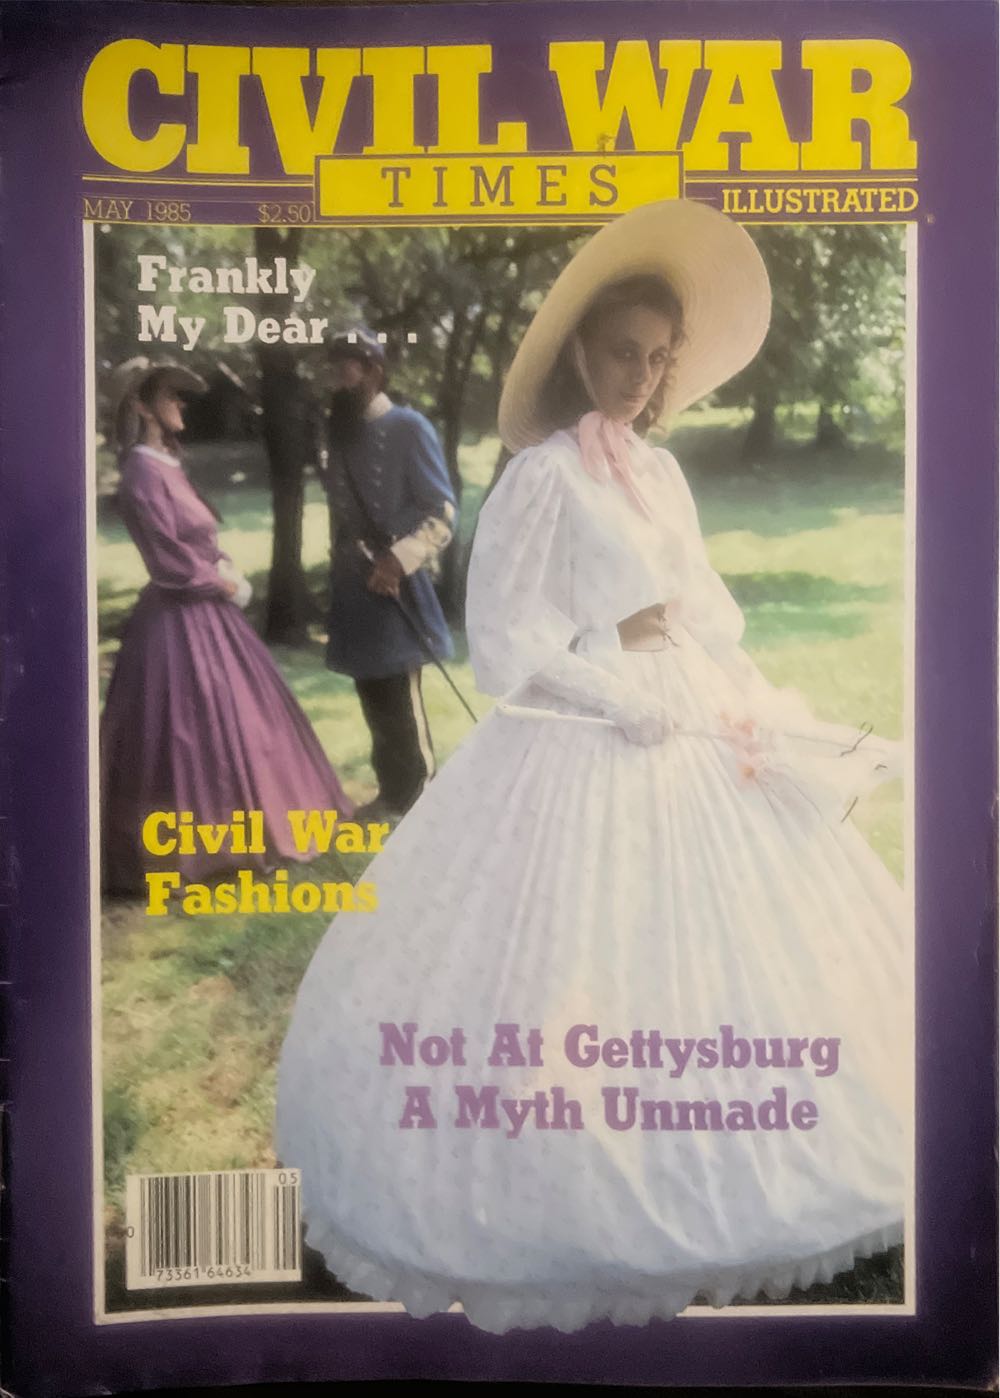 CIVIL WAR
TIMES
ILLUSTRATED
MAY 1985 $2.50
Frankly
My Dear . . .
Civil War
Fashions
Not At Gettysburg
A Myth Unmade
05
0 73361 64634